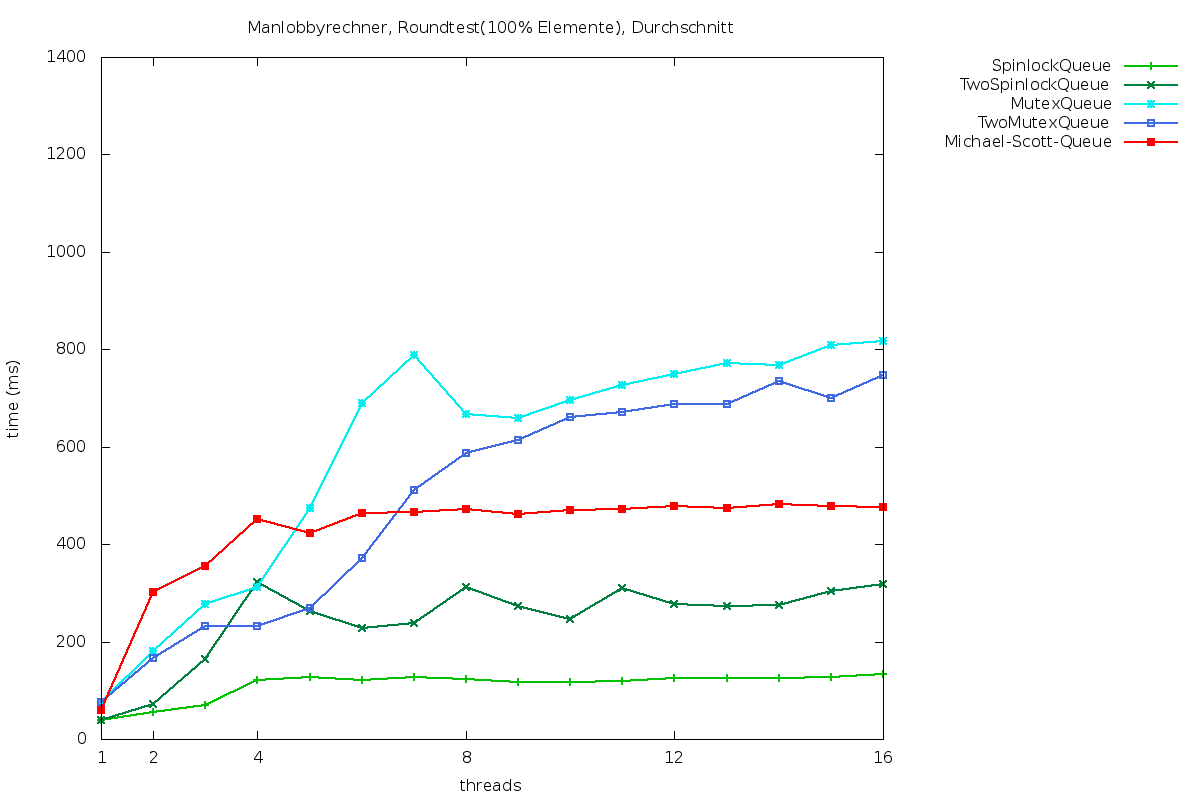 Manlobbyrechner, Roundtest(100% Elemente), Durchschnitt
1400
1200
1000
800
600
400
200
0
time (ms)
1 2 4 8 12 16
threads
SpinlockQueue
TwoSpinlockQueue
MutexQueue
TwoMutexQueue
Michael-Scott-Queue